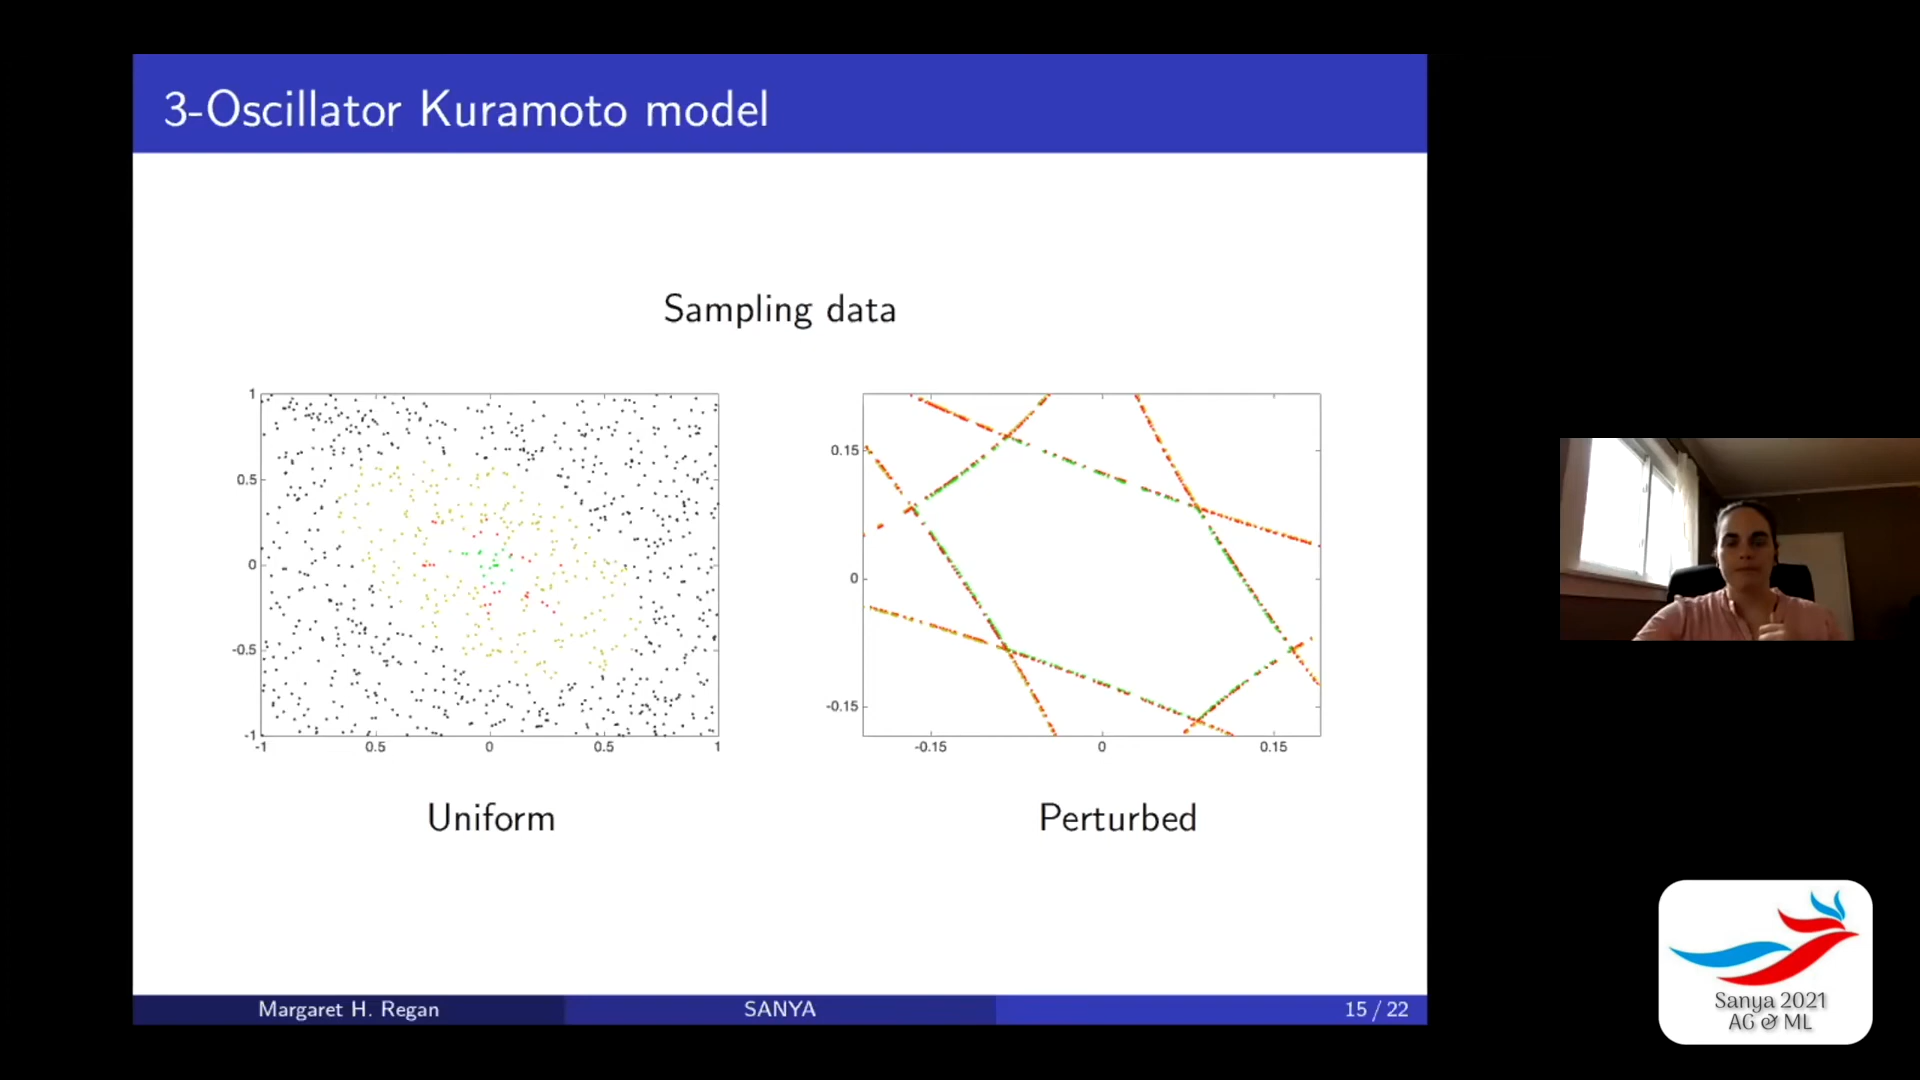 3-Oscillator Kuramoto model
Sampling data
1
0.5
0
-0.5
-1
-1
0.5
0
0.5
1
0.15
0
-0.15
-0.15
0
0.15
Uniform
Perturbed
Margaret H. Regan
SANYA
15 / 22
Sanya 2021
AG & ML